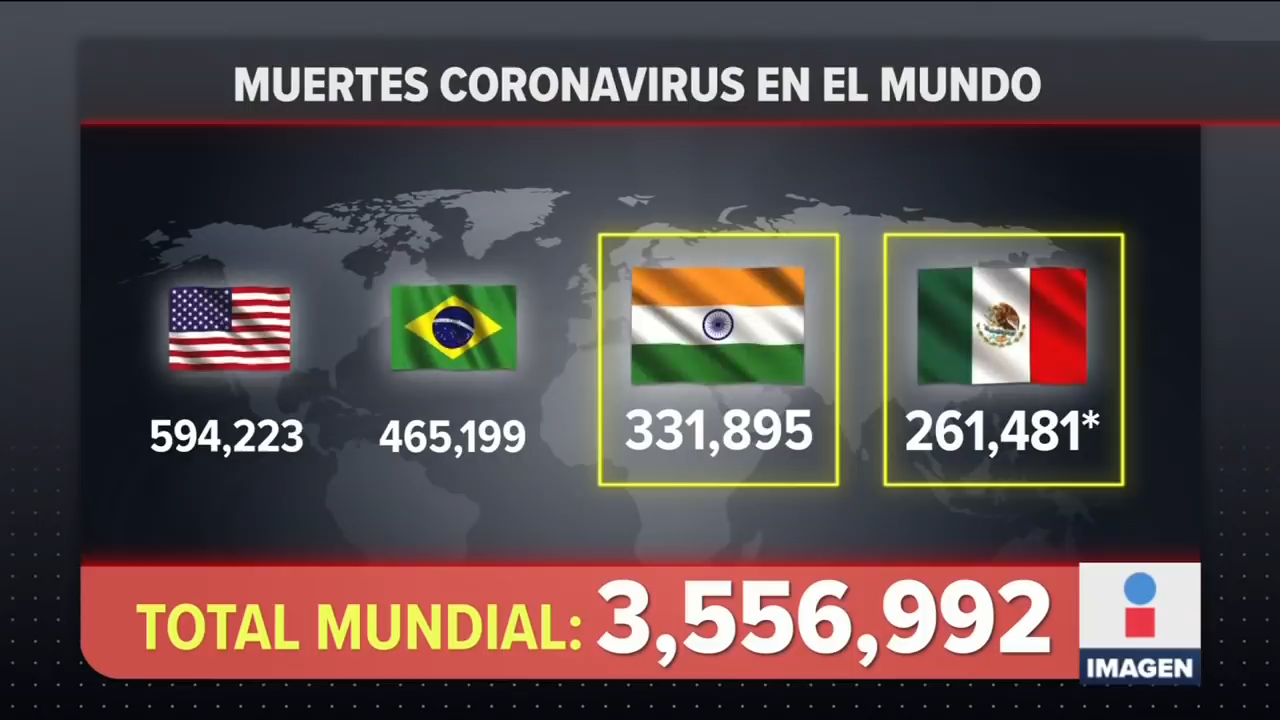 MUERTES CORONAVIRUS EN EL MUNDO
594,223 465,199 331,895 261,481*
TOTAL MUNDIAL: 3,556,992
IMAGEN